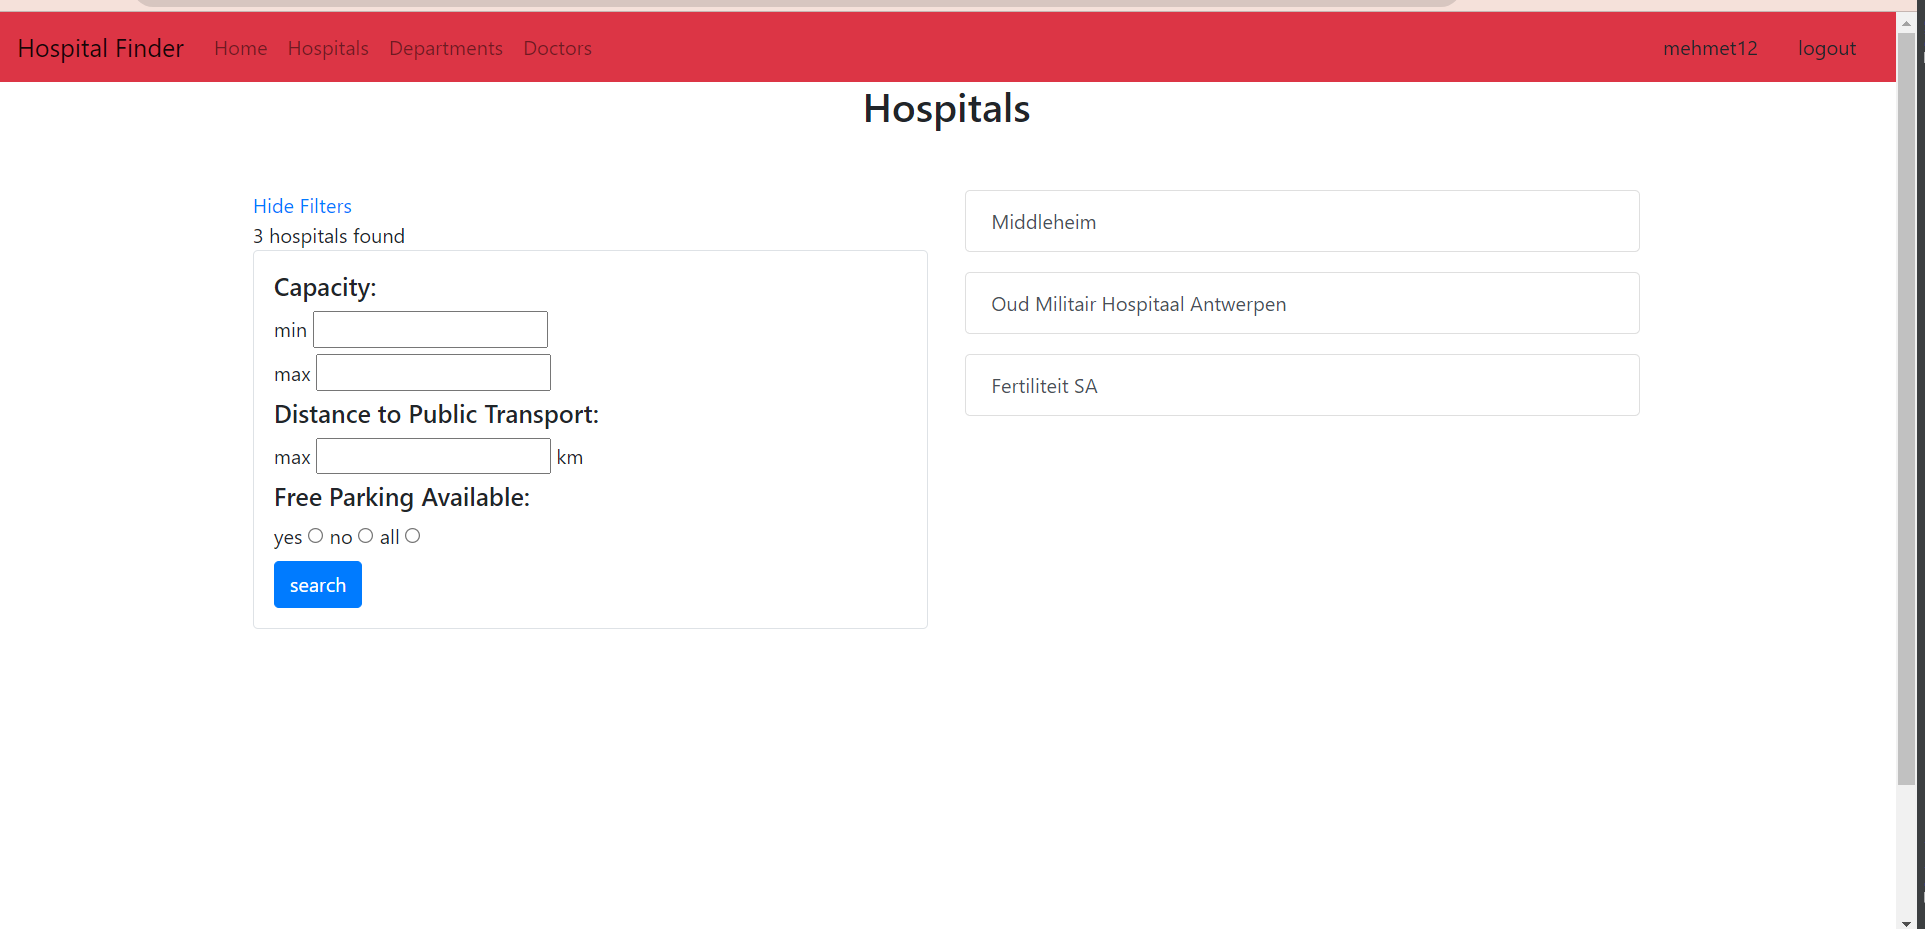 Hospital Finder Home Hospitals Departments Doctors mehmet12 logout
Hospitals
Hide Filters
3 hospitals found
Capacity:
min
max
Distance to Public Transport:
max km
Free Parking Available:
yes no all
search
Middleheim
Oud Militair Hospitaal Antwerpen
Fertiliteit SA